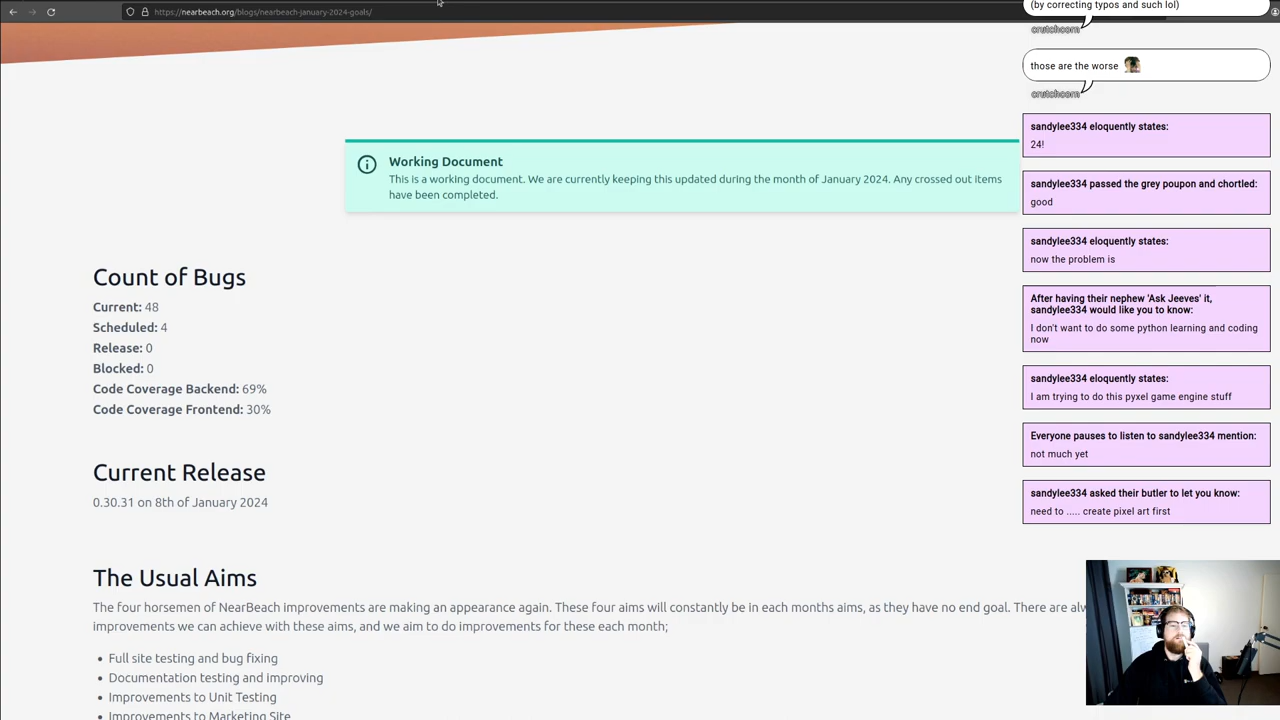 https://nearbeach.org/blogs/nearbeach-january-2024-goals/
Working Document
This is a working document. We are currently keeping this updated during the month of January 2024. Any crossed out items
have been completed.
Count of Bugs
Current: 48
Scheduled: 4
Release: 0
Blocked: 0
Code Coverage Backend: 69%
Code Coverage Frontend: 30%
Current Release
0.30.31 on 8th of January 2024
The Usual Aims
The four horsemen of NearBeach improvements are making an appearance again. These four aims will constantly be in each months aims, as they have no end goal. There are
improvements we can achieve with these aims, and we aim to do improvements for these each month;
Full site testing and bug fixing
Documentation testing and improving
Improvements to Unit Testing
Improvements to Marketing Site
(by correcting typos and such lol)
crutchcorn
those are the worse
crutchcorn
sandylee334 eloquently states:
24!
sandylee334 passed the grey poupon and chortled:
good
sandylee334 eloquently states:
now the problem is
After having their nephew 'Ask Jeeves' it,
sandylee334 would like you to know:
I don't want to do some python learning and coding
now
sandylee334 eloquently states:
I am trying to do this pyxel game engine stuff
Everyone pauses to listen to sandylee334 mention:
not much yet
sandylee334 asked their butler to let you know:
need to ..... create pixel art first